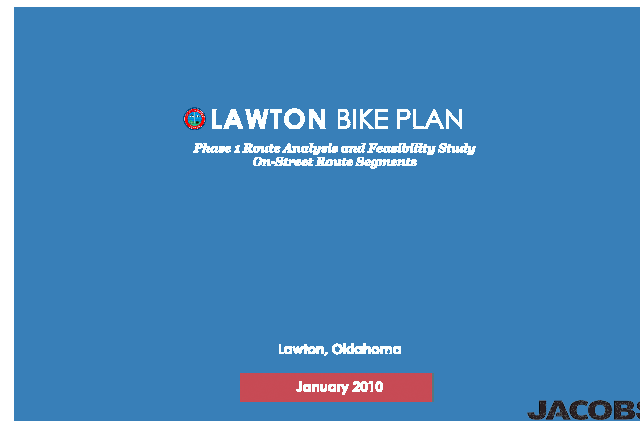 LAWTON BIKE PLAN
Phase 1 Route Analysis and Feasibility Study
On-Street Route Segments
Lawton, Oklahoma
January 2010
JACOBS